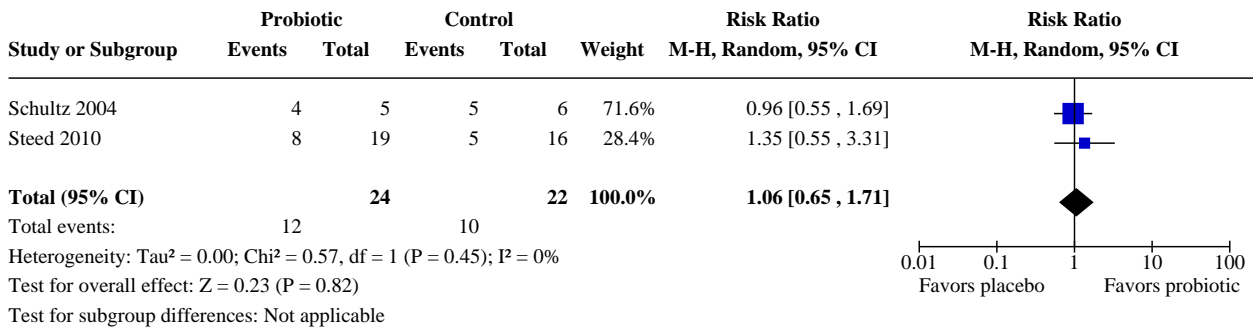 Probiotic Control Risk Ratio Risk Ratio
Study or Subgroup Events Total Events Total Weight M-H, Random, 95% CI M-H, Random, 95% CI
Schultz 2004 4 5 5 6 71.6% 0.96 [0.55 , 1.69]
Steed 2010 8 19 5 16 28.4% 1.35 [0.55 , 3.31]
Total (95% CI) 24 22 100.0% 1.06 [0.65 , 1.71]
Total events: 12 10
Heterogeneity: Tau² = 0.00; Chi² = 0.57, df = 1 (P = 0.45); I² = 0%
0.01 0.1 1 10 100
Test for overall effect: Z = 0.23 (P = 0.82) Favors placebo Favors probiotic
Test for subgroup differences: Not applicable